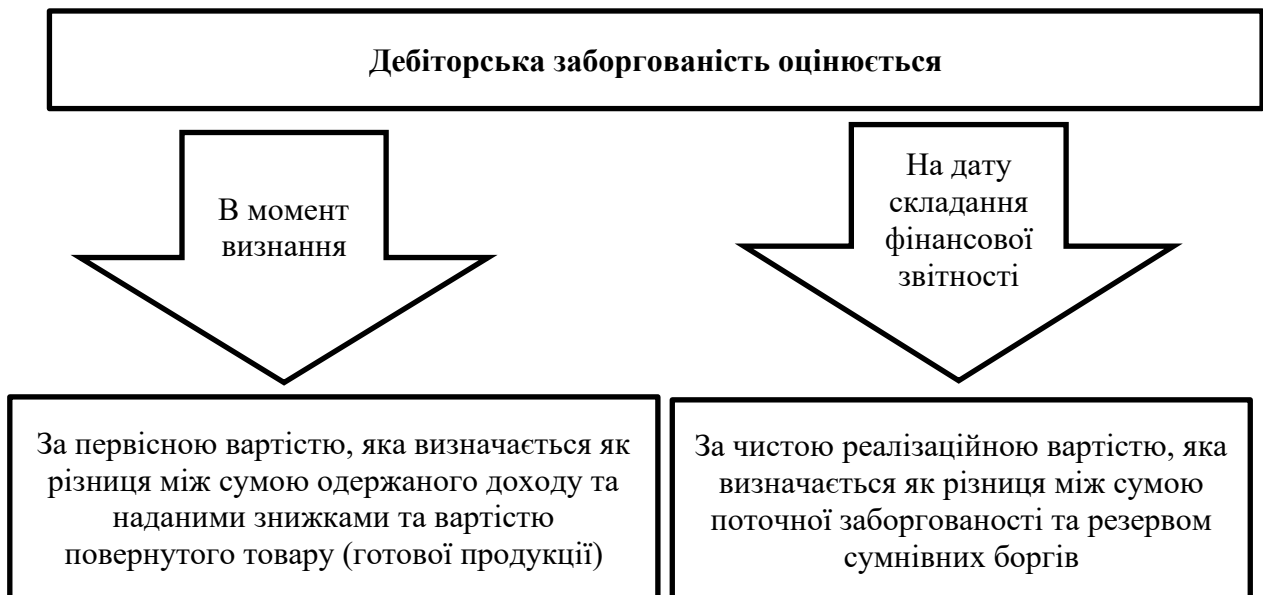 Дебіторська заборгованість оцінюється
В момент
визнання
На дату
складання
фінансової
звітності
За первісною вартістю, яка визначається як
різниця між сумою одержаного доходу та
наданими знижками та вартістю
повернутого товару (готової продукції)
За чистою реалізаційною вартістю, яка
визначається як різниця між сумою
поточної заборгованості та резервом
сумнівних боргів